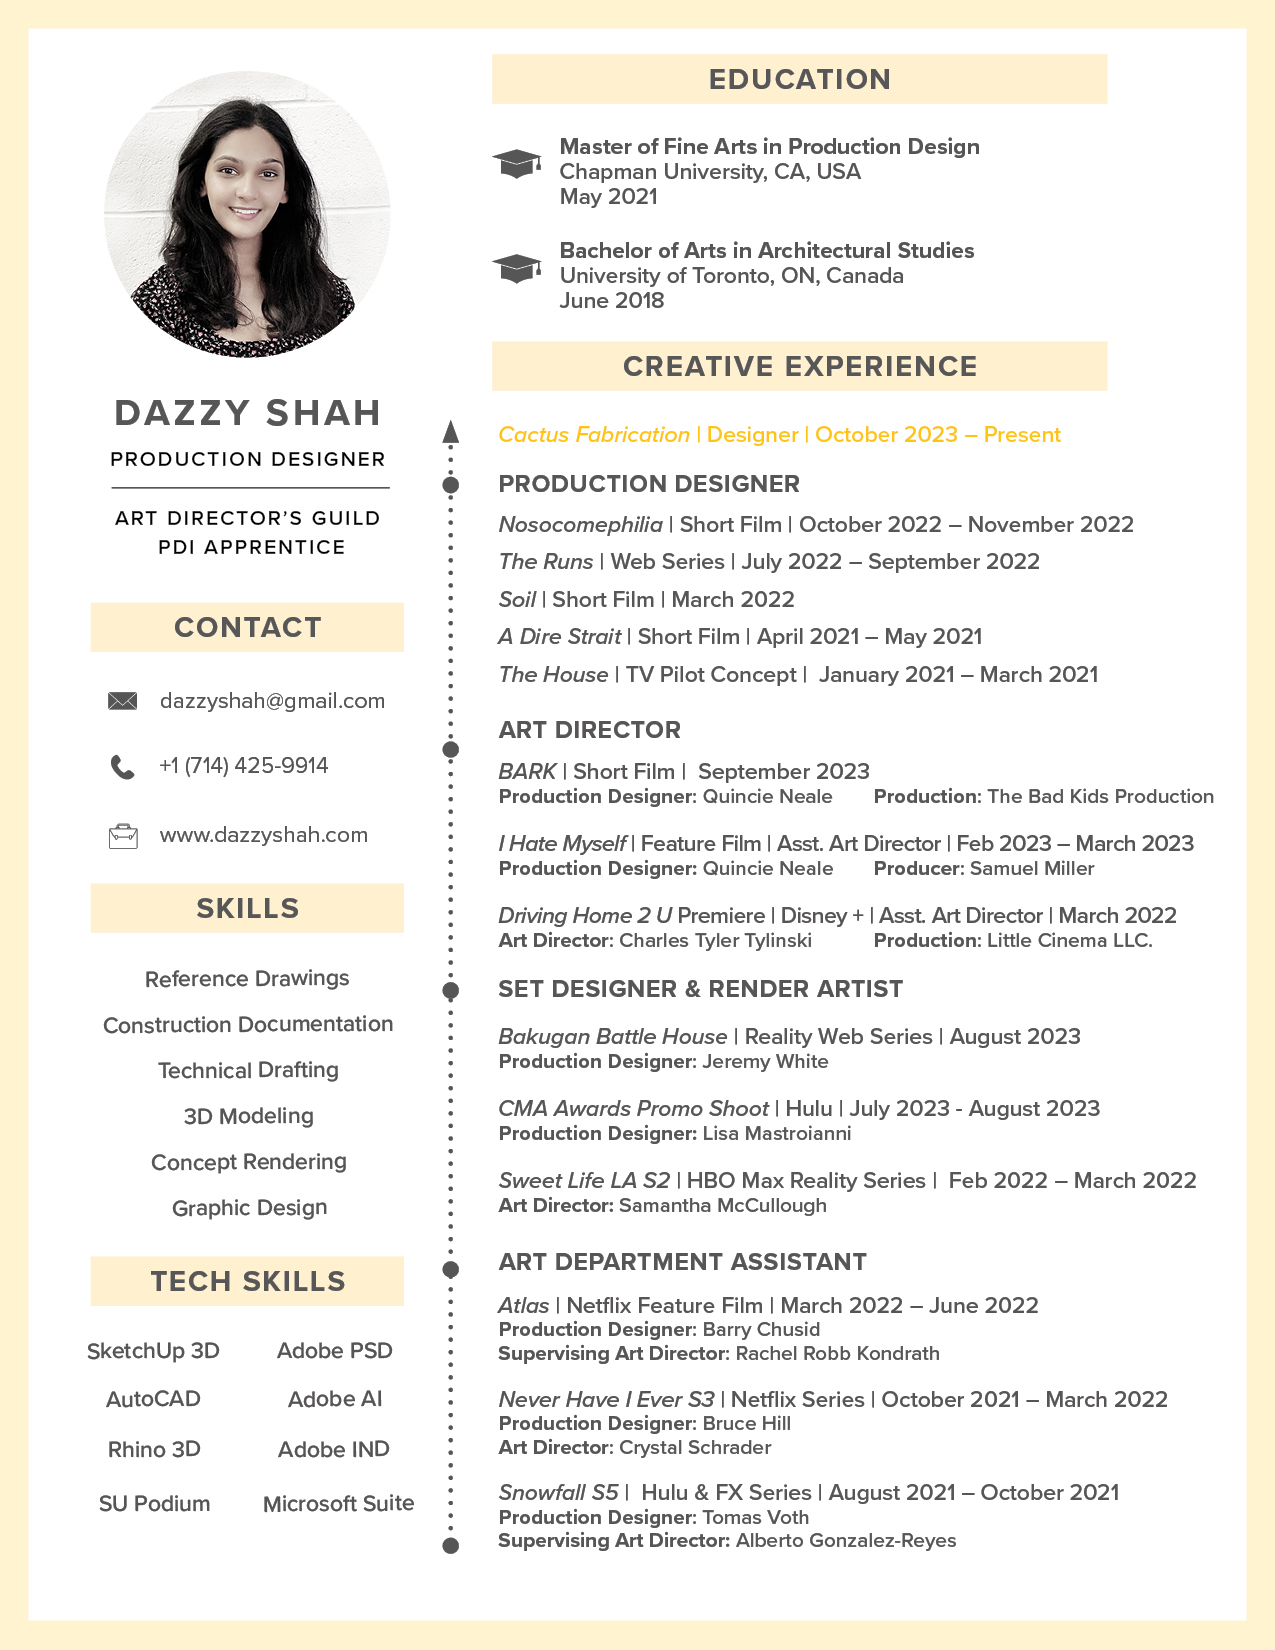 DAZZY SHAH
PRODUCTION DESIGNER
ART DIRECTOR’S GUILD
PDI APPRENTICE
CONTACT
dazzyshah@gmail.com
+1 (714) 425-9914
www.dazzyshah.com
SKILLS
Reference Drawings
Construction Documentation
Technical Drafting
3D Modeling
Concept Rendering
Graphic Design
TECH SKILLS
SketchUp 3D Adobe PSD
AutoCAD Adobe AI
Rhino 3D Adobe IND
SU Podium Microsoft Suite
EDUCATION
Master of Fine Arts in Production Design
Chapman University, CA, USA
May 2021
Bachelor of Arts in Architectural Studies
University of Toronto, ON, Canada
June 2018
CREATIVE EXPERIENCE
Cactus Fabrication | Designer | October 2023 – Present
PRODUCTION DESIGNER
Nosocomephilia | Short Film | October 2022 – November 2022
The Runs | Web Series | July 2022 – September 2022
Soil | Short Film | March 2022
A Dire Strait | Short Film | April 2021 – May 2021
The House | TV Pilot Concept | January 2021 – March 2021
ART DIRECTOR
BARK | Short Film | September 2023
Production Designer: Quincie Neale Production: The Bad Kids Production
I Hate Myself | Feature Film | Asst. Art Director | Feb 2023 – March 2023
Production Designer: Quincie Neale Producer: Samuel Miller
Driving Home 2 U Premiere | Disney + | Asst. Art Director | March 2022
Art Director: Charles Tyler Tylinski Production: Little Cinema LLC.
SET DESIGNER & RENDER ARTIST
Bakugan Battle House | Reality Web Series | August 2023
Production Designer: Jeremy White
CMA Awards Promo Shoot | Hulu | July 2023 - August 2023
Production Designer: Lisa Mastroianni
Sweet Life LA S2 | HBO Max Reality Series | Feb 2022 – March 2022
Art Director: Samantha McCullough
ART DEPARTMENT ASSISTANT
Atlas | Netflix Feature Film | March 2022 – June 2022
Production Designer: Barry Chusid
Supervising Art Director: Rachel Robb Kondrath
Never Have I Ever S3 | Netflix Series | October 2021 – March 2022
Production Designer: Bruce Hill
Art Director: Crystal Schrader
Snowfall S5 | Hulu & FX Series | August 2021 – October 2021
Production Designer: Tomas Voth
Supervising Art Director: Alberto Gonzalez-Reyes